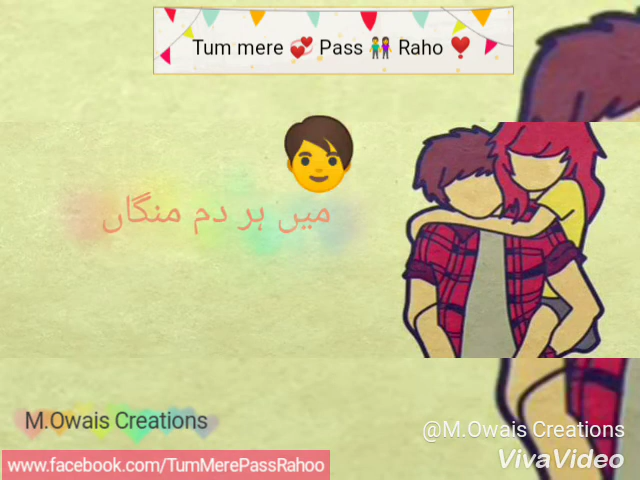 Tum mere 💞 Pass 👫 Raho ❣️
میں ہر دم منگاں
M.Owais Creations
@M.Owais Creations
VivaVideo
www.facebook.com/TumMerePassRahoo